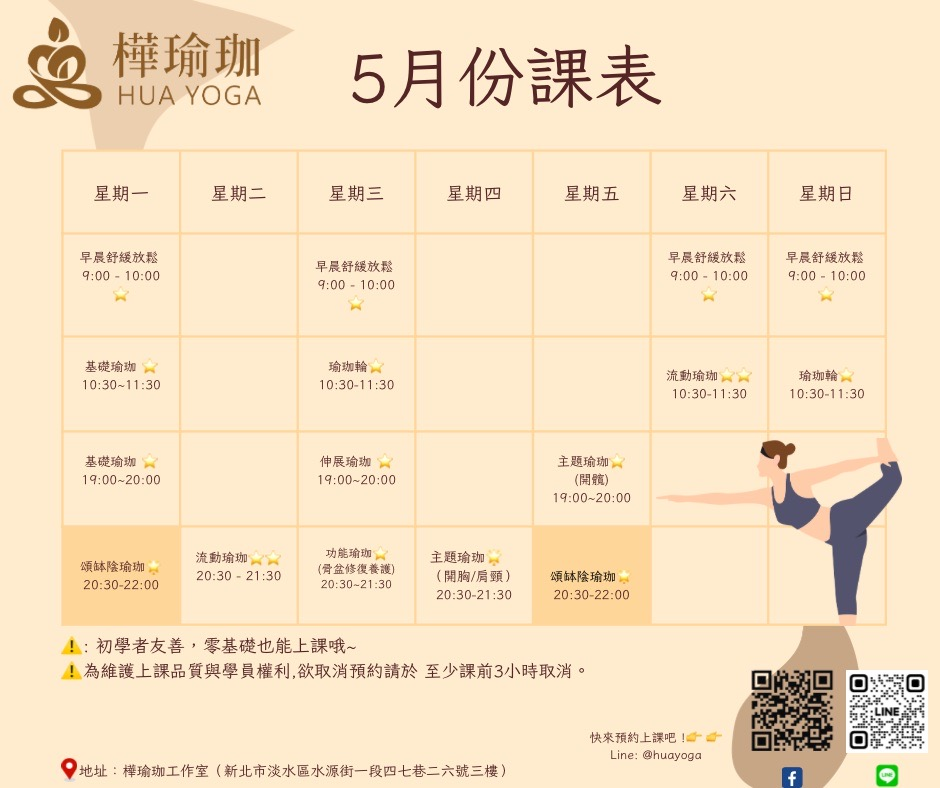 樺瑜珈
HUA YOGA
5月份課表
星期一 星期二 星期三 星期四 星期五 星期六 星期日
早晨舒緩放鬆
9:00 - 10:00
⭐
早晨舒緩放鬆
9:00 - 10:00
⭐
早晨舒緩放鬆
9:00 - 10:00
⭐
早晨舒緩放鬆
9:00 - 10:00
⭐
基礎瑜珈 ⭐
10:30~11:30
瑜珈輪⭐
10:30-11:30
流動瑜珈⭐⭐
10:30-11:30
瑜珈輪⭐
10:30-11:30
基礎瑜珈 ⭐
19:00~20:00
伸展瑜珈 ⭐
19:00~20:00
主題瑜珈⭐
(開髖)
19:00~20:00
頌缽陰瑜珈🌟
20:30-22:00
流動瑜珈⭐⭐
20:30 - 21:30
功能瑜珈⭐
(骨盆修復養護)
20:30~21:30
主題瑜珈🌟
（開胸/肩頸）
20:30-21:30
頌缽陰瑜珈🌟
20:30-22:00
⚠️: 初學者友善，零基礎也能上課哦~
⚠️為維護上課品質與學員權利,欲取消預約請於 至少課前3小時取消。
快來預約上課吧 !👉👉
Line: @huayoga
LINE
📍地址：樺瑜珈工作室（新北市淡水區水源街一段四七巷二六號三樓）